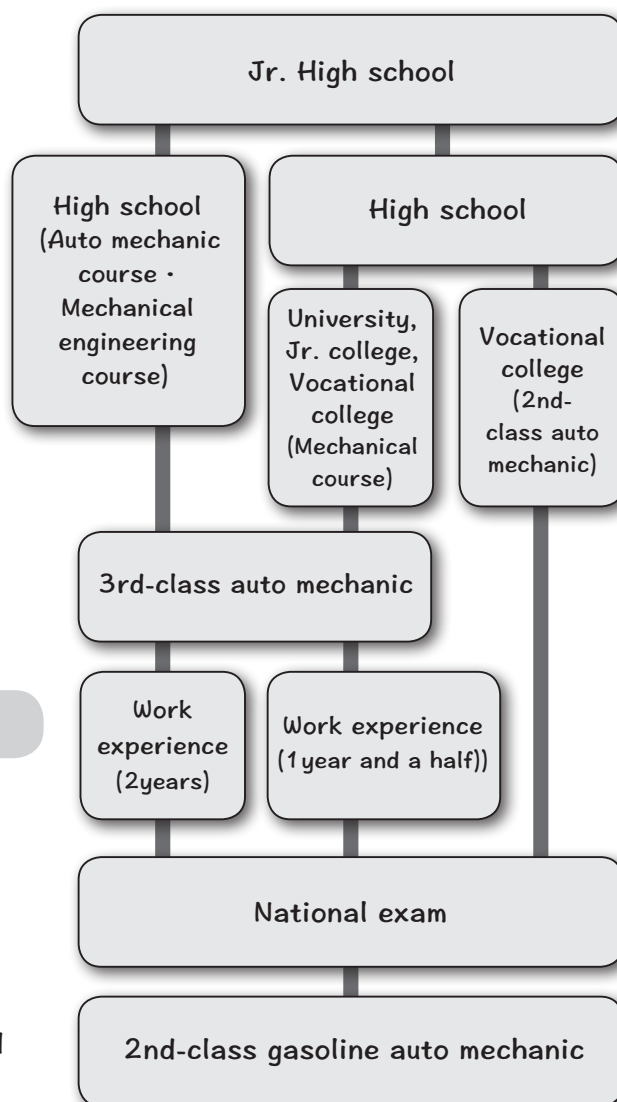 Jr. High school
High school
(Auto mechanic
course・
Mechanical
engineering
course)
High school
University,
Jr. college,
Vocational
college
(Mechanical
course)
Vocational
college
(2nd-
class auto
mechanic)
3rd-class auto mechanic
Work
experience
(2years)
Work experience
(1year and a half))
National exam
2nd-class gasoline auto mechanic